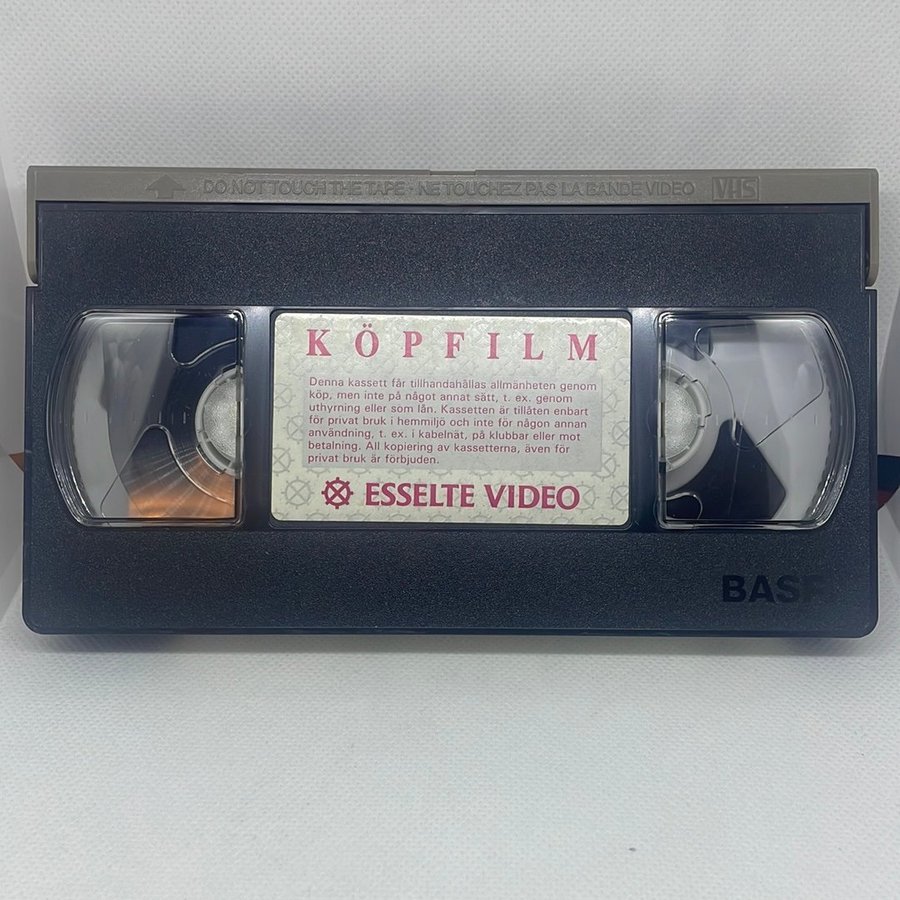 DO NOT TOUCH THE TAPE · NE TOUCHEZ PAS LA BANDE VIDEO VHS
KÖPFILM
Denna kassett får tillhandahållas allmänheten genom
köp, men inte på något annat sätt, t. ex. genom
uthyrning eller som lån. Kassetten är tillåten enbart
för privat bruk i hemmiljö och inte för någon annan
användning, t. ex. i kabelnät, på klubbar eller mot
betalning. All kopiering av kassetterna, även för
privat bruk är förbjuden.
ESSELTE VIDEO
BASF